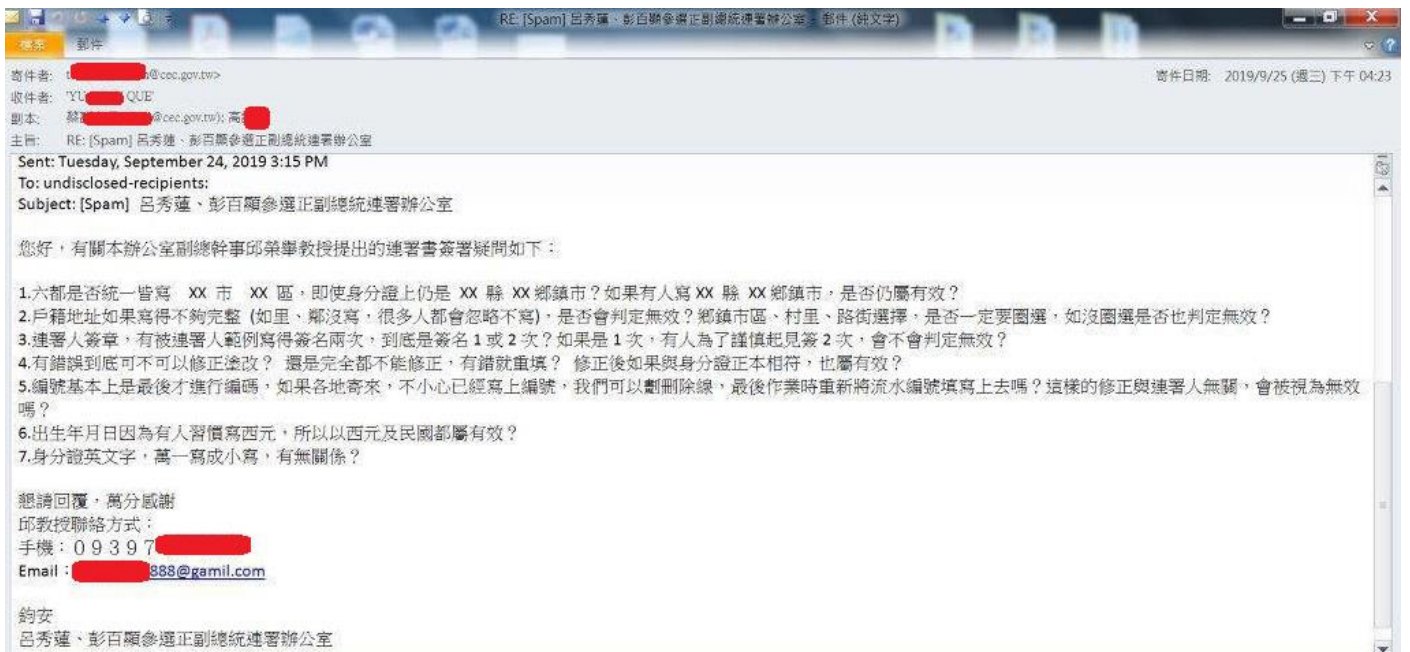 RE: [Spam] 呂秀蓮、彭百顯參選正副總統連署辦公室 - 郵件 (純文字)
檔案 郵件
寄件者: t n@cec.gov.tw>
寄件日期: 2019/9/25 (週三) 下午 04:23
收件者: 'YU QUE'
副本: 蔡 @cec.gov.tw); 高
主旨: RE: [Spam] 呂秀蓮、彭百顯參選正副總統連署辦公室
Sent: Tuesday, September 24, 2019 3:15 PM
To: undisclosed-recipients:
Subject: [Spam] 呂秀蓮、彭百顯參選正副總統連署辦公室
您好，有關本辦公室副總幹事邱榮舉教授提出的連署書簽署疑問如下：
1.六都是否統一皆寫 XX 市 XX 區，即使身分證上仍是 XX 縣 XX 鄉鎮市？如果有人寫 XX 縣 XX 鄉鎮市，是否仍屬有效？
2.戶籍地址如果寫得不夠完整 (如里、鄰沒寫，很多人都會忽略不寫)，是否會判定無效？鄉鎮市區、村里、路街選擇，是否一定要圈選，如沒圈選是否也判定無效？
3.連署人簽章，有被連署人範例寫得簽名兩次，到底是簽名 1 或 2 次？如果是 1 次，有人為了謹慎起見簽 2 次，會不會判定無效？
4.有錯誤到底可不可以修正塗改？ 還是完全都不能修正，有錯就重填？ 修正後如果與身分證正本相符，也屬有效？
5.編號基本上是最後才進行編碼，如果各地寄來，不小心已經寫上編號，我們可以劃刪除線，最後作業時重新將流水編號填寫上去嗎？這樣的修正與連署人無關，會被視為無效
嗎？
6.出生年月日因為有人習慣寫西元，所以以西元及民國都屬有效？
7.身分證英文字，萬一寫成小寫，有無關係？
懇請回覆，萬分感謝
邱教授聯絡方式：
手機：０９３９７
Email： 888@gamil.com
鈞安
呂秀蓮、彭百顯參選正副總統連署辦公室